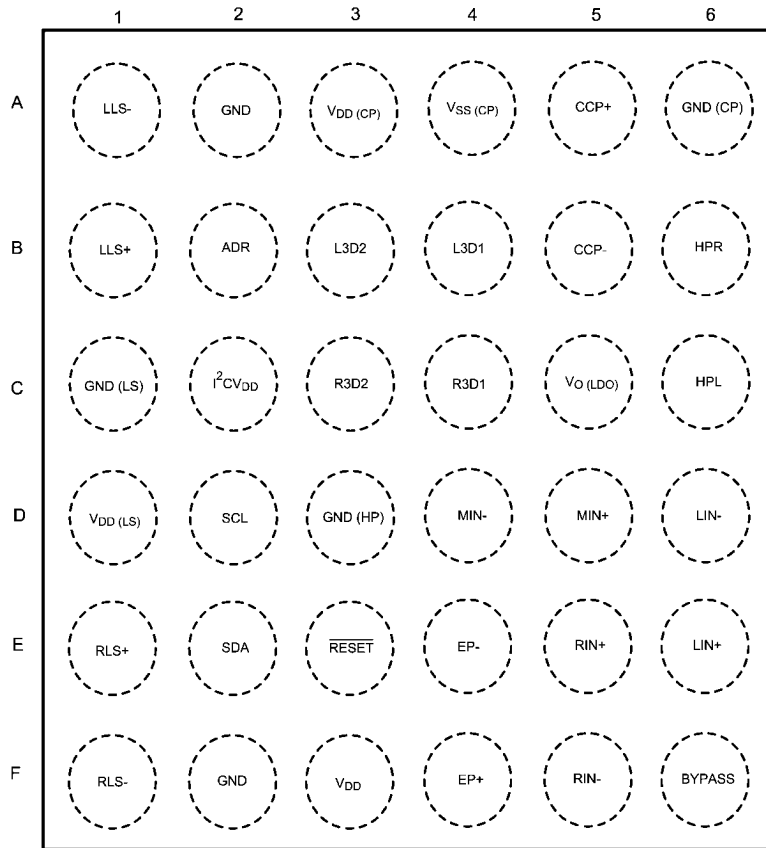 1 2 3 4 5 6
A LLS- GND VDD (CP) VSS (CP) CCP+ GND (CP)
B LLS+ ADR L3D2 L3D1 CCP- HPR
C GND (LS) I²CVDD R3D2 R3D1 VO (LDO) HPL
D VDD (LS) SCL GND (HP) MIN- MIN+ LIN-
E RLS+ SDA R̅E̅S̅E̅T̅ EP- RIN+ LIN+
F RLS- GND VDD EP+ RIN- BYPASS